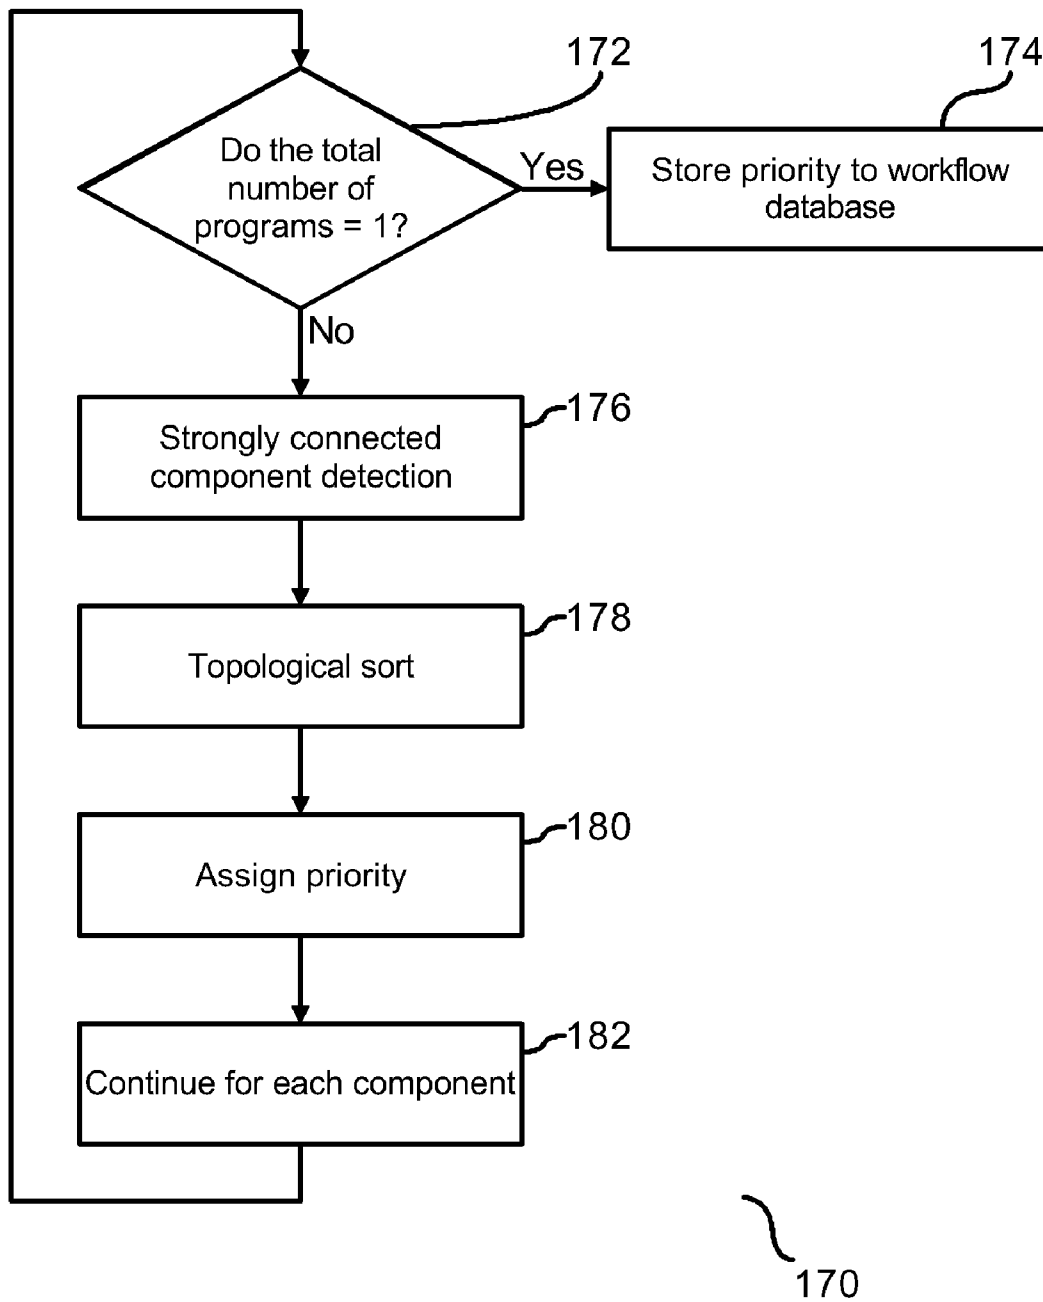 172
174
Do the total
number of
programs = 1?
Yes
Store priority to workflow
database
No
176
Strongly connected
component detection
178
Topological sort
180
Assign priority
182
Continue for each component
170